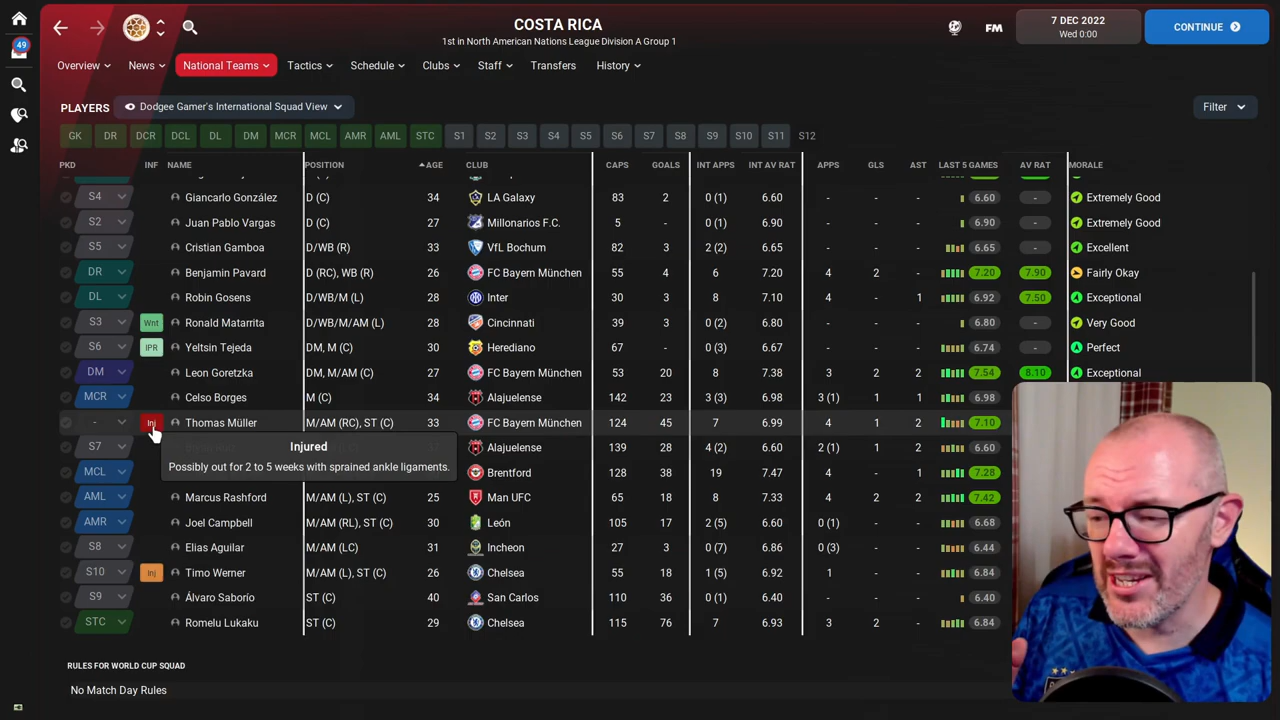 COSTA RICA
1st in North American Nations League Division A Group 1
49
FM
7 DEC 2022
Wed 0:00
CONTINUE
Overview News National Teams Tactics Schedule Clubs Staff Transfers History
PLAYERS Dodgee Gamer's International Squad View Filter
GK DR DCR DCL DL DM MCR MCL AMR AML STC S1 S2 S3 S4 S5 S6 S7 S8 S9 S10 S11 S12
PKD INF NAME POSITION AGE CLUB CAPS GOALS INT APPS INT AV RAT APPS GLS AST LAST 5 GAMES AV RAT MORALE
S4 Giancarlo González D (C) 34 LA Galaxy 83 2 0 (1) 6.60 - - - 6.60 - Extremely Good
S2 Juan Pablo Vargas D (C) 27 Millonarios F.C. 5 - 0 (1) 6.90 - - - 6.90 - Extremely Good
S5 Cristian Gamboa D/WB (R) 33 VfL Bochum 82 3 2 (2) 6.65 - - - 6.65 - Excellent
DR Benjamin Pavard D (RC), WB (R) 26 FC Bayern München 55 4 6 7.20 4 2 - 7.20 7.90 Fairly Okay
DL Robin Gosens D/WB/M (L) 28 Inter 30 3 8 7.10 4 - 1 6.92 7.50 Exceptional
S3 Wnt Ronald Matarrita D/WB/M/AM (L) 28 Cincinnati 39 3 0 (2) 6.80 - - - 6.80 - Very Good
S6 IPR Yeltsin Tejeda DM, M (C) 30 Herediano 67 - 0 (3) 6.67 - - - 6.74 - Perfect
DM Leon Goretzka DM, M/AM (C) 27 FC Bayern München 53 20 8 7.38 3 2 2 7.54 8.10 Exceptional
MCR Celso Borges M (C) 34 Alajuelense 142 23 3 (3) 6.98 3 (1) 1 - 6.98
- Inj Thomas Müller M/AM (RC), ST (C) 33 FC Bayern München 124 45 7 6.99 4 1 2 7.10
S7 Alajuelense 139 28 4 (2) 6.60 2 (1) 1 - 6.60
Injured
Possibly out for 2 to 5 weeks with sprained ankle ligaments.
MCL Brentford 128 38 19 7.47 4 - 1 7.28
AML Marcus Rashford M/AM (L), ST (C) 25 Man UFC 65 18 8 7.33 4 2 2 7.42
AMR Joel Campbell M/AM (RL), ST (C) 30 León 105 17 2 (5) 6.60 0 (1) - - 6.68
S8 Elias Aguilar M/AM (LC) 31 Incheon 27 3 0 (7) 6.86 0 (3) - - 6.44
S10 Inj Timo Werner M/AM (L), ST (C) 26 Chelsea 55 18 1 (5) 6.92 1 - - 6.84
S9 Álvaro Saborío ST (C) 40 San Carlos 110 36 0 (1) 6.40 - - - 6.40
STC Romelu Lukaku ST (C) 29 Chelsea 115 76 7 6.93 3 2 - 6.84
RULES FOR WORLD CUP SQUAD
No Match Day Rules